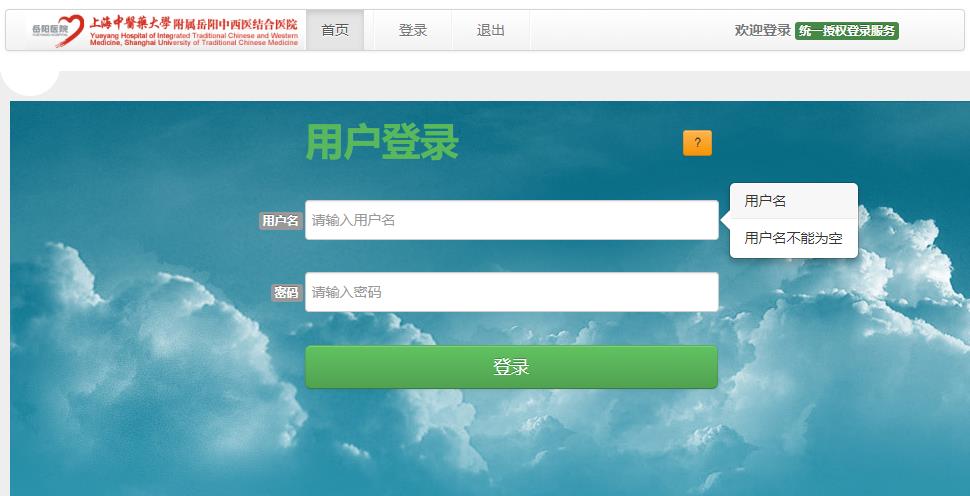 岳阳医院
上海中醫藥大學附属岳阳中西医结合医院
Yueyang Hospital of Integrated Traditional Chinese and Western
Medicine, Shanghai University of Traditional Chinese Medicine
首页 登录 退出 欢迎登录 统一授权登录服务
用户登录 ?
用户名
用户名 请输入用户名
用户名不能为空
密码 请输入密码
登录